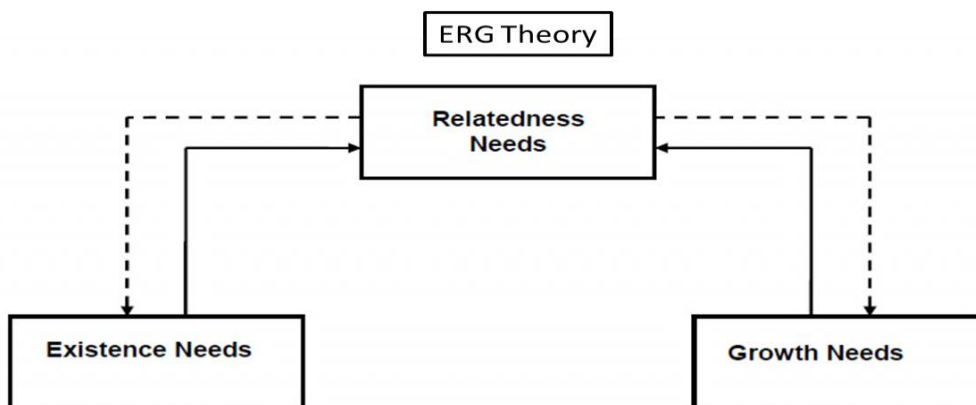 ERG Theory
Relatedness
Needs
Existence Needs
Growth Needs